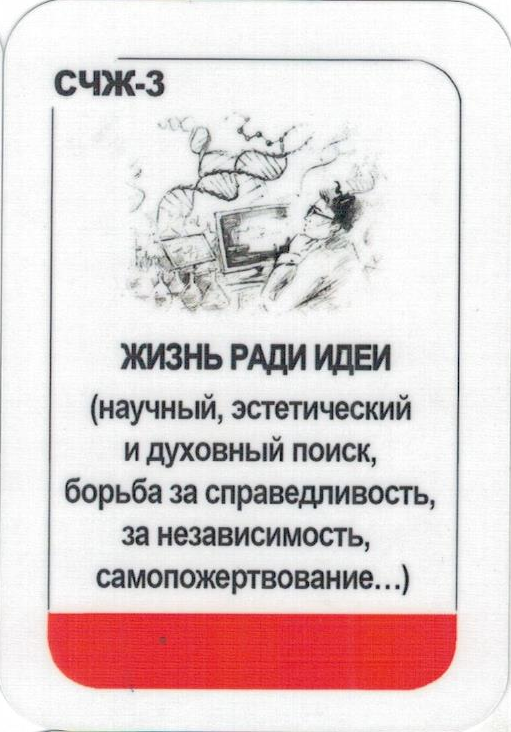 СЧЖ-3
ЖИЗНЬ РАДИ ИДЕИ
(научный, эстетический
и духовный поиск,
борьба за справедливость,
за независимость,
самопожертвование...)